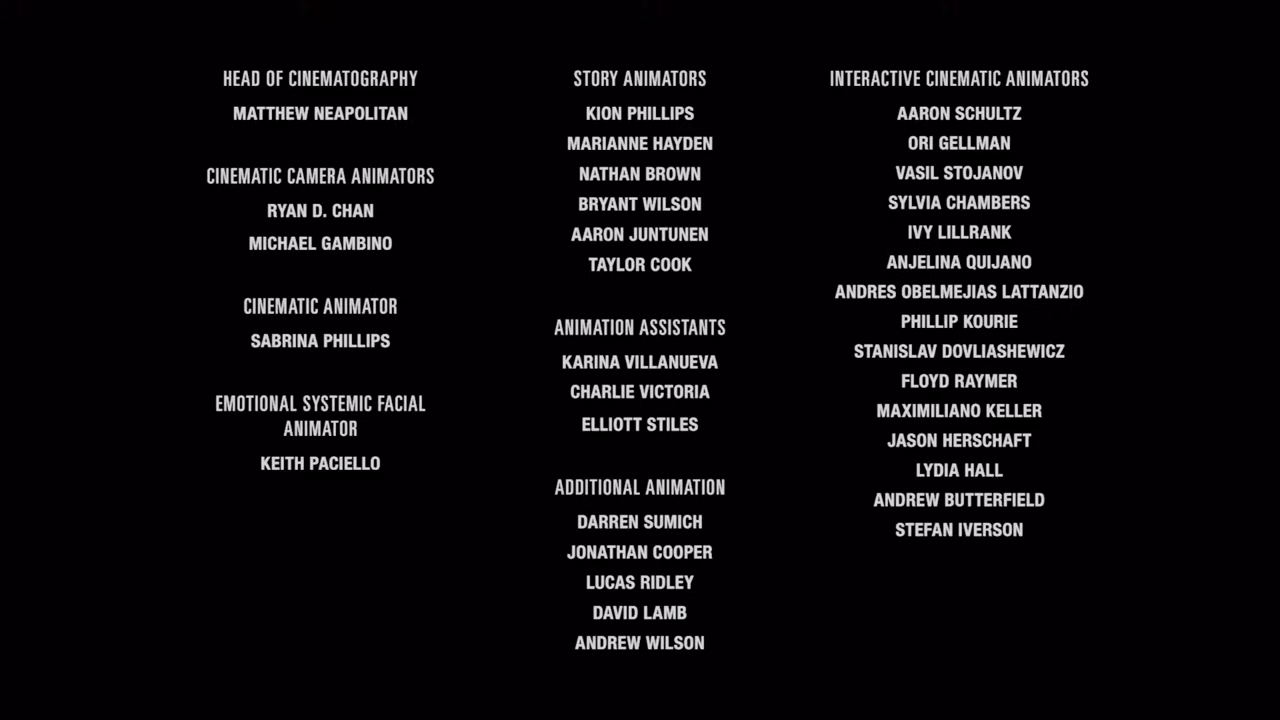 HEAD OF CINEMATOGRAPHY
MATTHEW NEAPOLITAN
CINEMATIC CAMERA ANIMATORS
RYAN D. CHAN
MICHAEL GAMBINO
CINEMATIC ANIMATOR
SABRINA PHILLIPS
EMOTIONAL SYSTEMIC FACIAL
ANIMATOR
KEITH PACIELLO
STORY ANIMATORS
KION PHILLIPS
MARIANNE HAYDEN
NATHAN BROWN
BRYANT WILSON
AARON JUNTUNEN
TAYLOR COOK
ANIMATION ASSISTANTS
KARINA VILLANUEVA
CHARLIE VICTORIA
ELLIOTT STILES
ADDITIONAL ANIMATION
DARREN SUMICH
JONATHAN COOPER
LUCAS RIDLEY
DAVID LAMB
ANDREW WILSON
INTERACTIVE CINEMATIC ANIMATORS
AARON SCHULTZ
ORI GELLMAN
VASIL STOJANOV
SYLVIA CHAMBERS
IVY LILLRANK
ANJELINA QUIJANO
ANDRES OBELMEJIAS LATTANZIO
PHILLIP KOURIE
STANISLAV DOVLIASHEWICZ
FLOYD RAYMER
MAXIMILIANO KELLER
JASON HERSCHAFT
LYDIA HALL
ANDREW BUTTERFIELD
STEFAN IVERSON